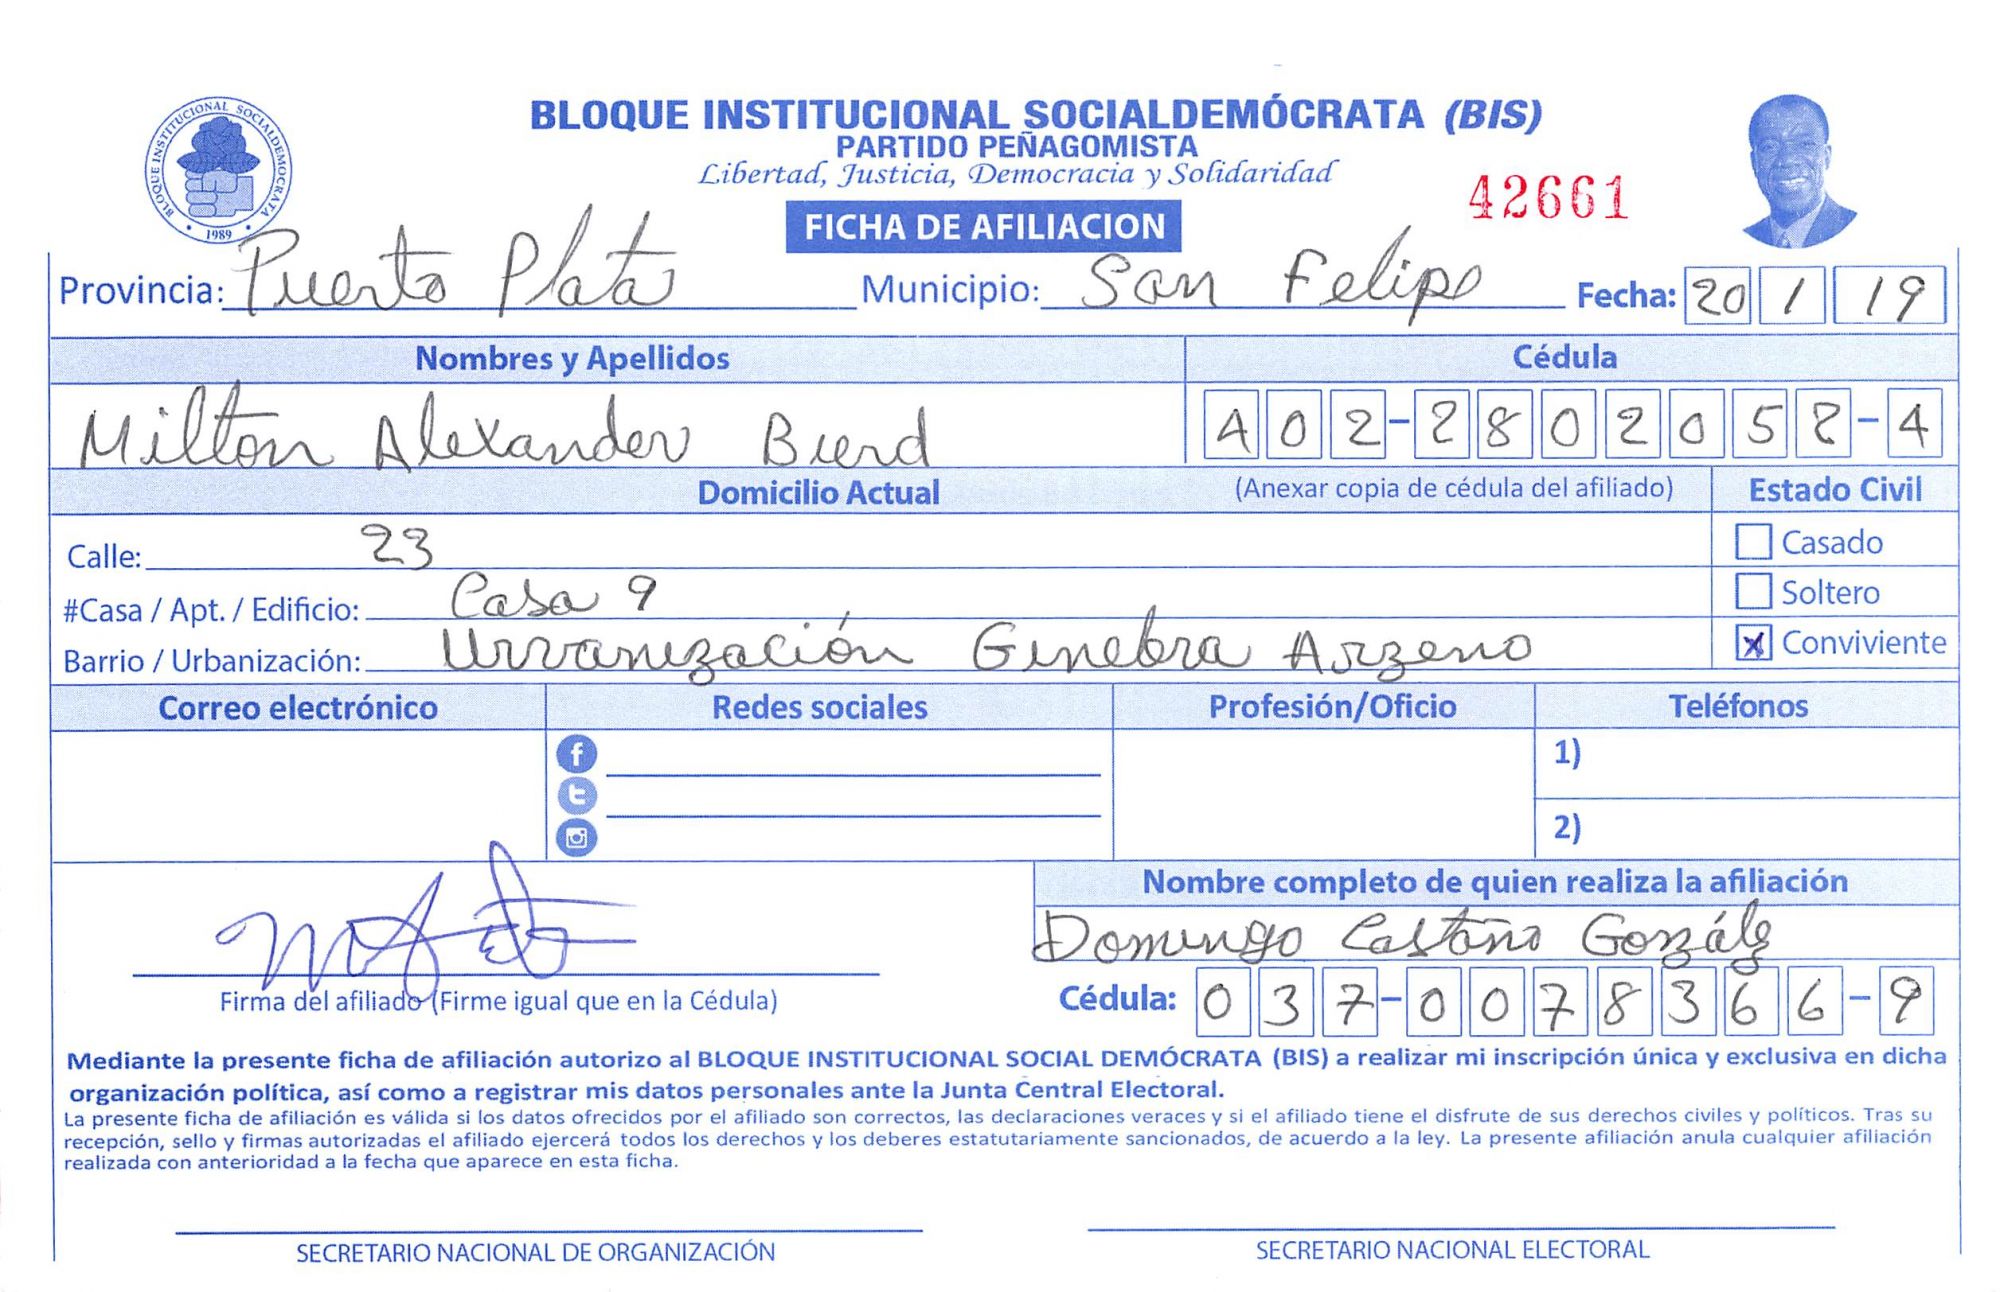 BLOQUE INSTITUCIONAL SOCIALDEMOCRATA
1989
BLOQUE INSTITUCIONAL SOCIALDEMÓCRATA (BIS)
PARTIDO PEÑAGOMISTA
Libertad, Justicia, Democracia y Solidaridad
42661
FICHA DE AFILIACION
Provincia: Puerto Plata Municipio: San Felipe Fecha: 20 1 19
Nombres y Apellidos Cédula
Milton Alexander Bierd 402-2802058-4
Domicilio Actual (Anexar copia de cédula del afiliado) Estado Civil
Calle: 23 Casado
#Casa / Apt. / Edificio: Casa 9 Soltero
Barrio / Urbanización: Urvanización Ginebra Arzeno X Conviviente
Correo electrónico Redes sociales Profesión/Oficio Teléfonos
1)
2)
Nombre completo de quien realiza la afiliación
Domingo Castaño Gonzálz
Firma del afiliado (Firme igual que en la Cédula) Cédula: 037-0078366-9
Mediante la presente ficha de afiliación autorizo al BLOQUE INSTITUCIONAL SOCIAL DEMÓCRATA (BIS) a realizar mi inscripción única y exclusiva en dicha
organización política, así como a registrar mis datos personales ante la Junta Central Electoral.
La presente ficha de afiliación es válida si los datos ofrecidos por el afiliado son correctos, las declaraciones veraces y si el afiliado tiene el disfrute de sus derechos civiles y políticos. Tras su
recepción, sello y firmas autorizadas el afiliado ejercerá todos los derechos y los deberes estatutariamente sancionados, de acuerdo a la ley. La presente afiliación anula cualquier afiliación
realizada con anterioridad a la fecha que aparece en esta ficha.
SECRETARIO NACIONAL DE ORGANIZACIÓN SECRETARIO NACIONAL ELECTORAL